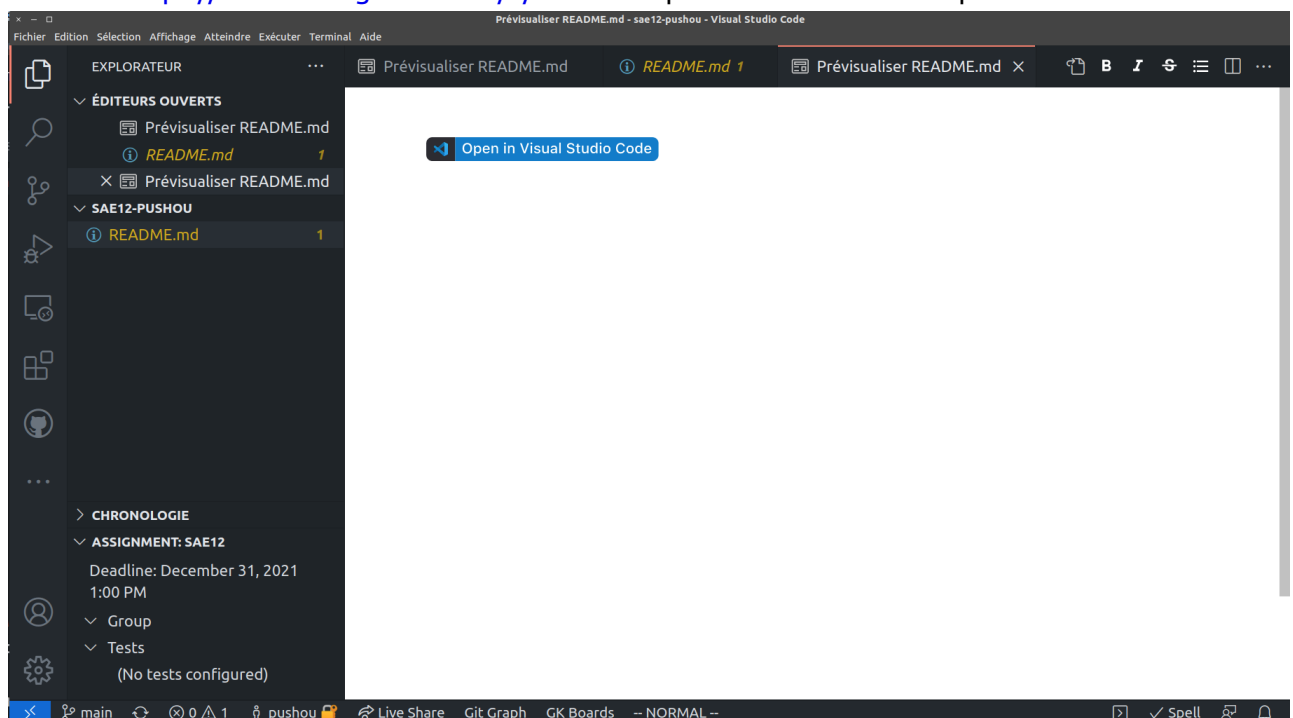 Prévisualiser README.md - sae12-pushou - Visual Studio Code
Fichier Edition Sélection Affichage Atteindre Exécuter Terminal Aide
EXPLORATEUR
Prévisualiser README.md
README.md 1
Prévisualiser README.md
ÉDITEURS OUVERTS
Prévisualiser README.md
README.md 1
Prévisualiser README.md
SAE12-PUSHOU
README.md 1
Open in Visual Studio Code
CHRONOLOGIE
ASSIGNMENT: SAE12
Deadline: December 31, 2021
1:00 PM
Group
Tests
(No tests configured)
main 0 1 pushou Live Share Git Graph GK Boards -- NORMAL -- Spell